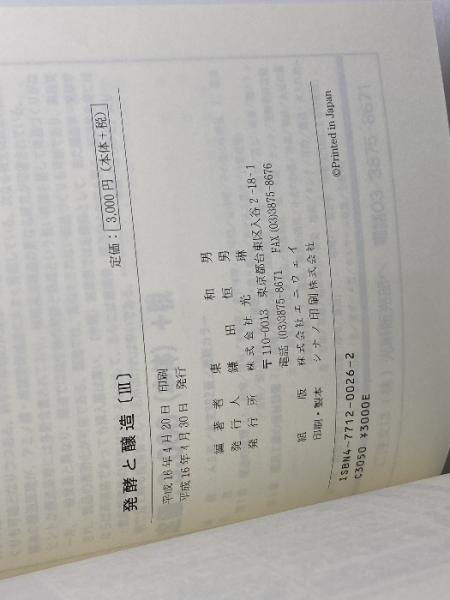 発酵と醸造〔III〕
定価：3,000円（本体＋税）
平成16年4月20日 印刷
平成16年4月30日 発行
編著者 東 和男
発行人 鎌田恒男
発行所 株式会社 光琳
〒110-0013 東京都台東区入谷2-18-1
電話 (03)3875-8671 FAX(03)3875-8676
組版 株式会社エニウェイ
印刷・製本 シナノ印刷株式会社
©Printed in Japan
ISBN4-7712-0026-2
C3050 ¥3000E